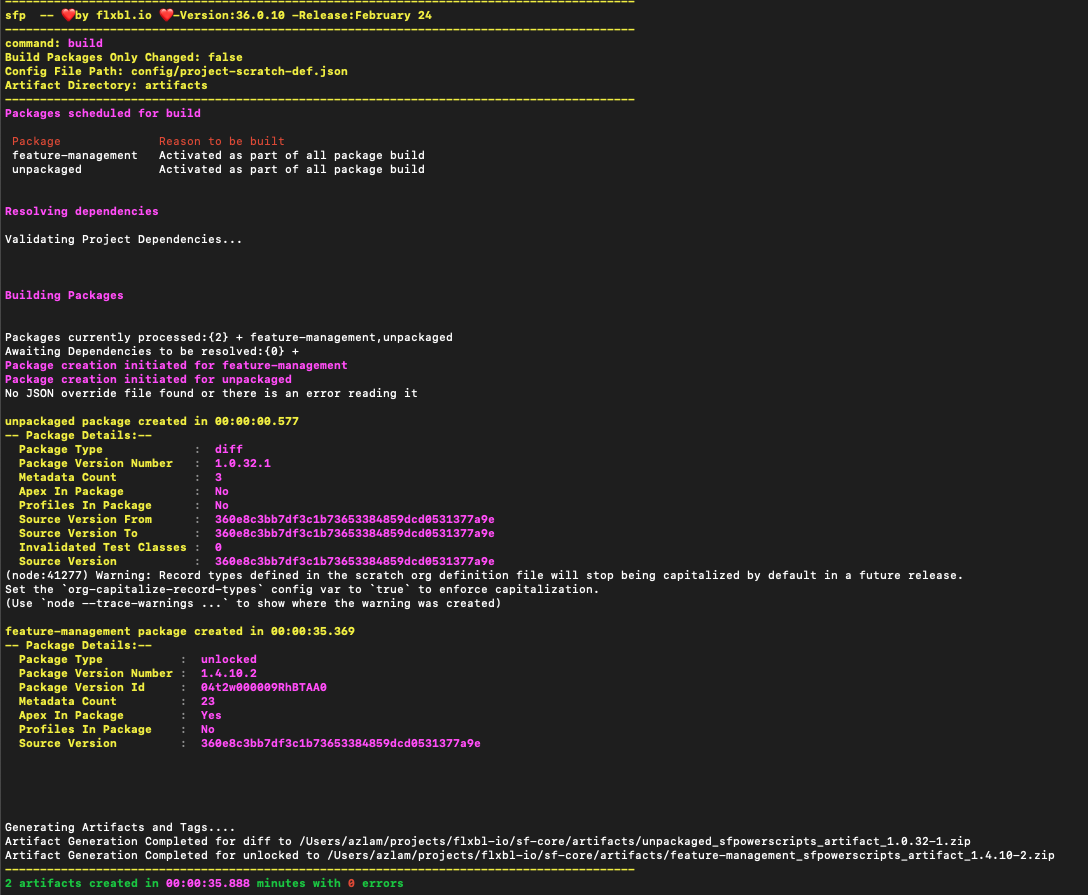 sfp -- ❤️by flxbl.io ❤️-Version:36.0.10 -Release:February 24
command: build
Build Packages Only Changed: false
Config File Path: config/project-scratch-def.json
Artifact Directory: artifacts
Packages scheduled for build
Package Reason to be built
feature-management Activated as part of all package build
unpackaged Activated as part of all package build
Resolving dependencies
Validating Project Dependencies...
Building Packages
Packages currently processed:{2} + feature-management,unpackaged
Awaiting Dependencies to be resolved:{0} +
Package creation initiated for feature-management
Package creation initiated for unpackaged
No JSON override file found or there is an error reading it
unpackaged package created in 00:00:00.577
-- Package Details:--
Package Type : diff
Package Version Number : 1.0.32.1
Metadata Count : 3
Apex In Package : No
Profiles In Package : No
Source Version From : 360e8c3bb7df3c1b73653384859dcd0531377a9e
Source Version To : 360e8c3bb7df3c1b73653384859dcd0531377a9e
Invalidated Test Classes : 0
Source Version : 360e8c3bb7df3c1b73653384859dcd0531377a9e
(node:41277) Warning: Record types defined in the scratch org definition file will stop being capitalized by default in a future release.
Set the `org-capitalize-record-types` config var to `true` to enforce capitalization.
(Use `node --trace-warnings ...` to show where the warning was created)
feature-management package created in 00:00:35.369
-- Package Details:--
Package Type : unlocked
Package Version Number : 1.4.10.2
Package Version Id : 04t2w000009RhBTAA0
Metadata Count : 23
Apex In Package : Yes
Profiles In Package : No
Source Version : 360e8c3bb7df3c1b73653384859dcd0531377a9e
Generating Artifacts and Tags....
Artifact Generation Completed for diff to /Users/azlam/projects/flxbl-io/sf-core/artifacts/unpackaged_sfpowerscripts_artifact_1.0.32-1.zip
Artifact Generation Completed for unlocked to /Users/azlam/projects/flxbl-io/sf-core/artifacts/feature-management_sfpowerscripts_artifact_1.4.10-2.zip
2 artifacts created in 00:00:35.888 minutes with 0 errors